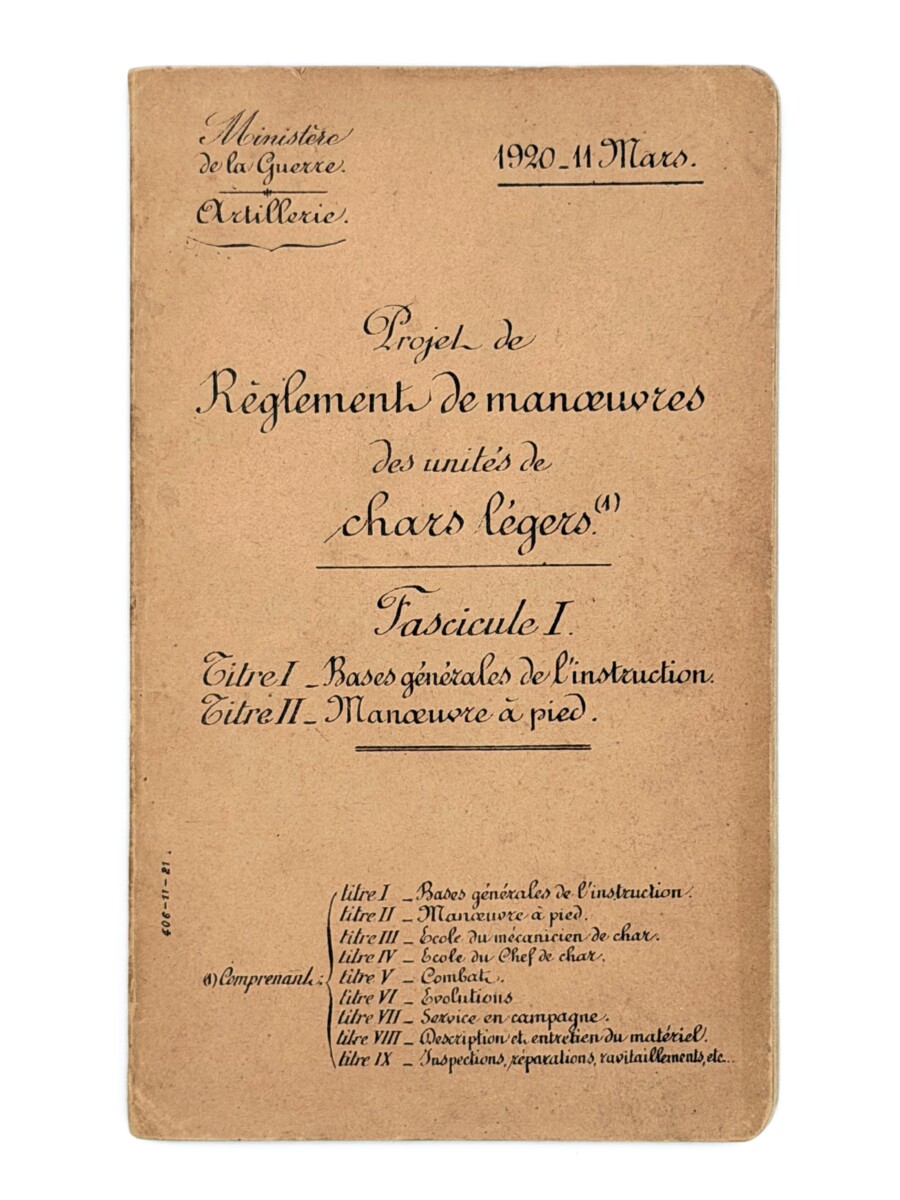 Ministère
de la Guerre.
Artillerie.
1920_11 Mars.
Projet de
Règlement de manœuvres
des unités de
chars légers.(1)
Fascicule I.
Titre I _ Bases générales de l'instruction.
Titre II _ Manœuvre à pied.
406-11-21.
(1) Comprenant :
titre I _ Bases générales de l'instruction.
titre II _ Manœuvre à pied.
titre III _ Ecole du mécanicien de char.
titre IV _ Ecole du Chef de char.
titre V _ Combat.
titre VI _ Evolutions
titre VII _ Service en campagne.
titre VIII _ Description et entretien du matériel.
titre IX _ Inspections, réparations, ravitaillements, etc...